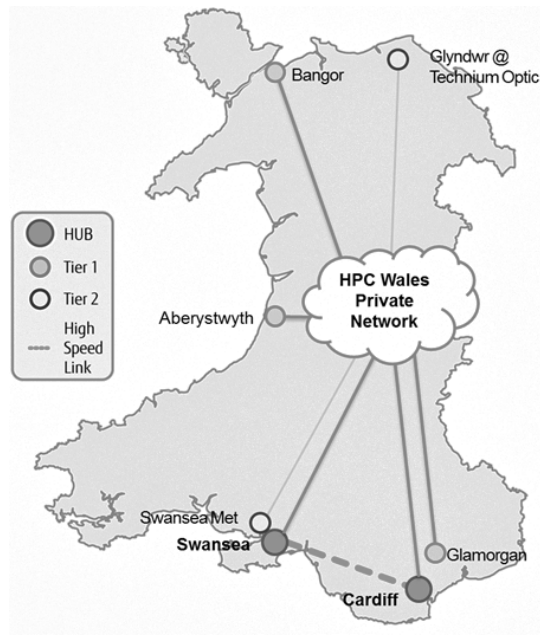 Glyndwr @
Technium Optic
Bangor
HUB
Tier 1
Tier 2
High
Speed
Link
HPC Wales
Private
Network
Aberystwyth
Swansea Met
Swansea
Glamorgan
Cardiff